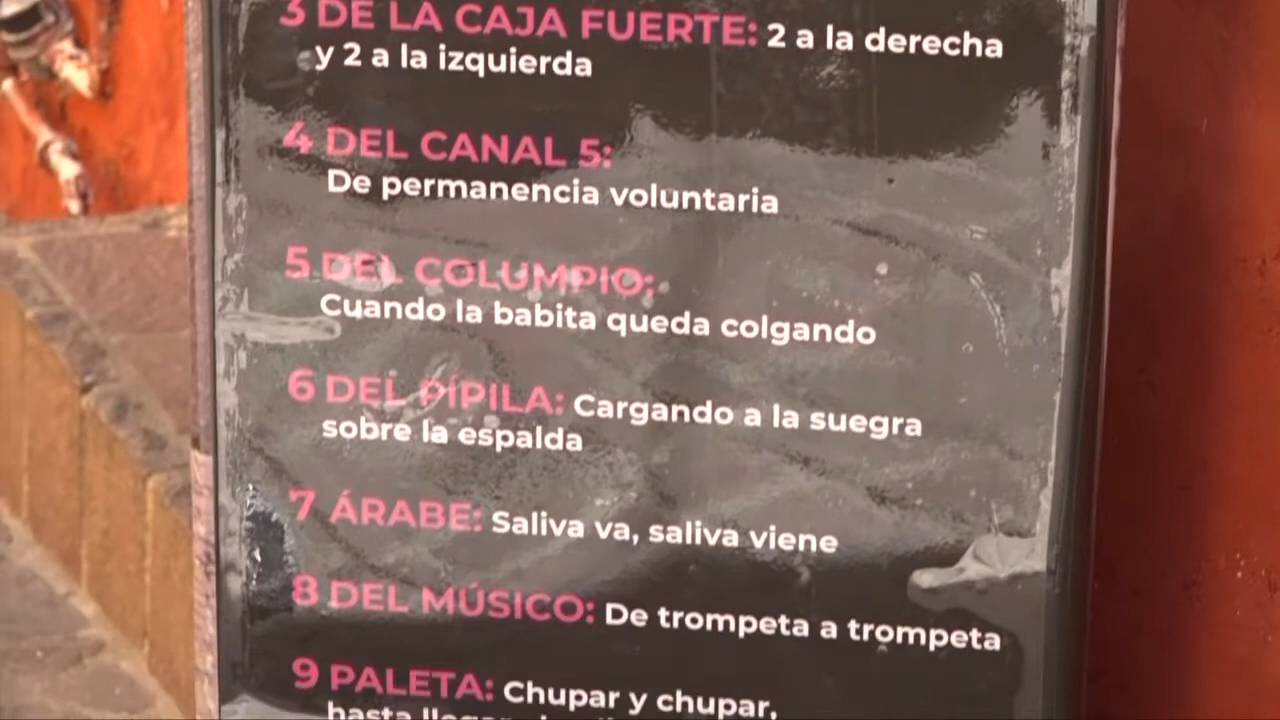 3 DE LA CAJA FUERTE: 2 a la derecha
y 2 a la izquierda
4 DEL CANAL 5:
De permanencia voluntaria
5 DEL COLUMPIO:
Cuando la babita queda colgando
6 DEL PÍPILA: Cargando a la suegra
sobre la espalda
7 ÁRABE: Saliva va, saliva viene
8 DEL MÚSICO: De trompeta a trompeta
9 PALETA: Chupar y chupar,
hasta